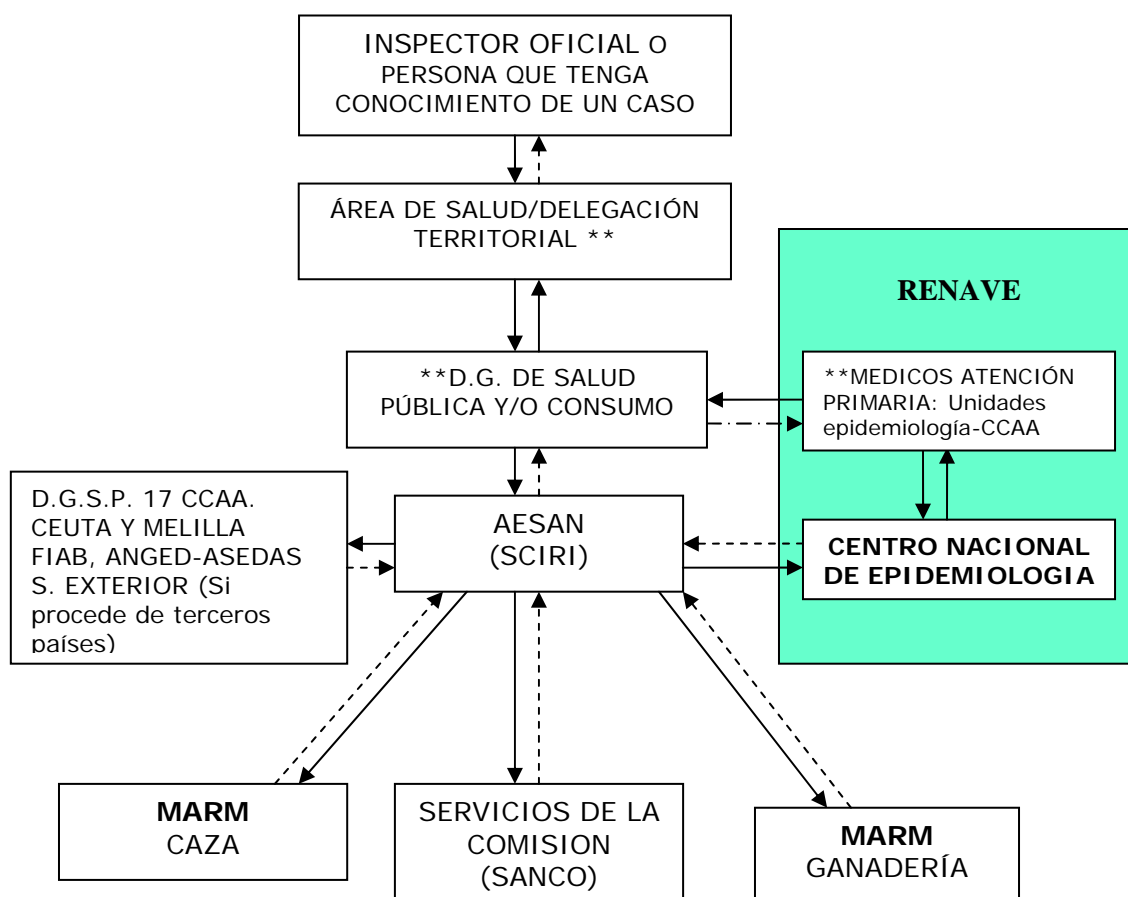 INSPECTOR OFICIAL O
PERSONA QUE TENGA
CONOCIMIENTO DE UN CASO
ÁREA DE SALUD/DELEGACIÓN
TERRITORIAL **
RENAVE
**D.G. DE SALUD
PÚBLICA Y/O CONSUMO
**MEDICOS ATENCIÓN
PRIMARIA: Unidades
epidemiología-CCAA
D.G.S.P. 17 CCAA.
CEUTA Y MELILLA
FIAB, ANGED-ASEDAS
S. EXTERIOR (Si
procede de terceros
países)
AESAN
(SCIRI)
CENTRO NACIONAL
DE EPIDEMIOLOGIA
MARM
CAZA
SERVICIOS DE LA
COMISION
(SANCO)
MARM
GANADERÍA